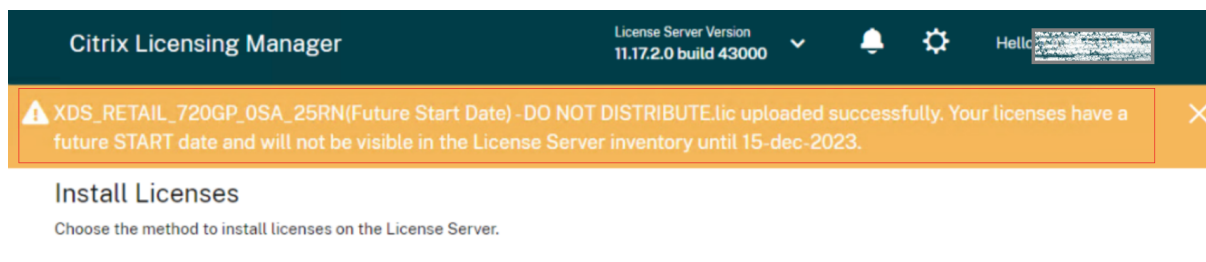 Citrix Licensing Manager
License Server Version
11.17.2.0 build 43000
Hello
XDS_RETAIL_720GP_0SA_25RN(Future Start Date) - DO NOT DISTRIBUTE.lic uploaded successfully. Your licenses have a
future START date and will not be visible in the License Server inventory until 15-dec-2023.
Install Licenses
Choose the method to install licenses on the License Server.